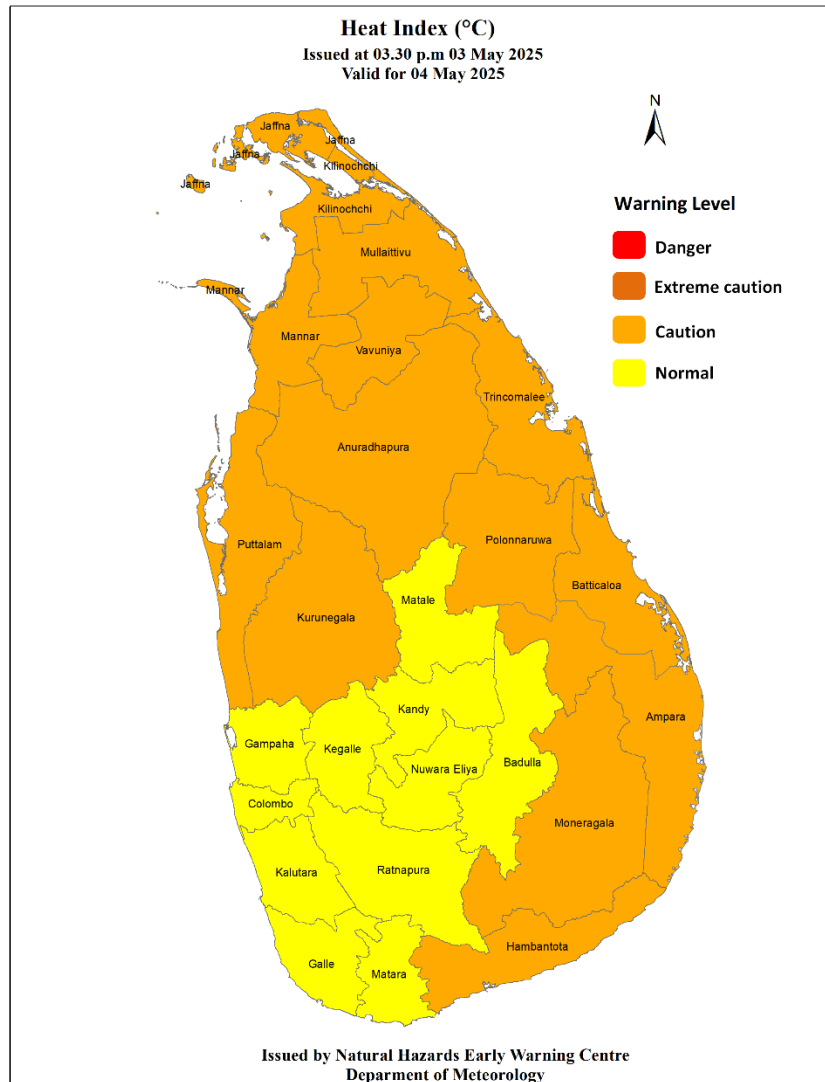 Heat Index (°C)
Issued at 03.30 p.m 03 May 2025
Valid for 04 May 2025
N
Jaffna
Jaffna
Jaffna
Kilinochchi
Jaffna
Kilinochchi
Warning Level
Danger
Mullaittivu
Extreme caution
Mannar
Caution
Mannar
Vavuniya
Normal
Trincomalee
Anuradhapura
Puttalam
Polonnaruwa
Batticaloa
Matale
Kurunegala
Kandy
Ampara
Gampaha
Kegalle
Nuwara Eliya
Badulla
Colombo
Moneragala
Kalutara
Ratnapura
Hambantota
Galle
Matara
Issued by Natural Hazards Early Warning Centre
Deparment of Meteorology